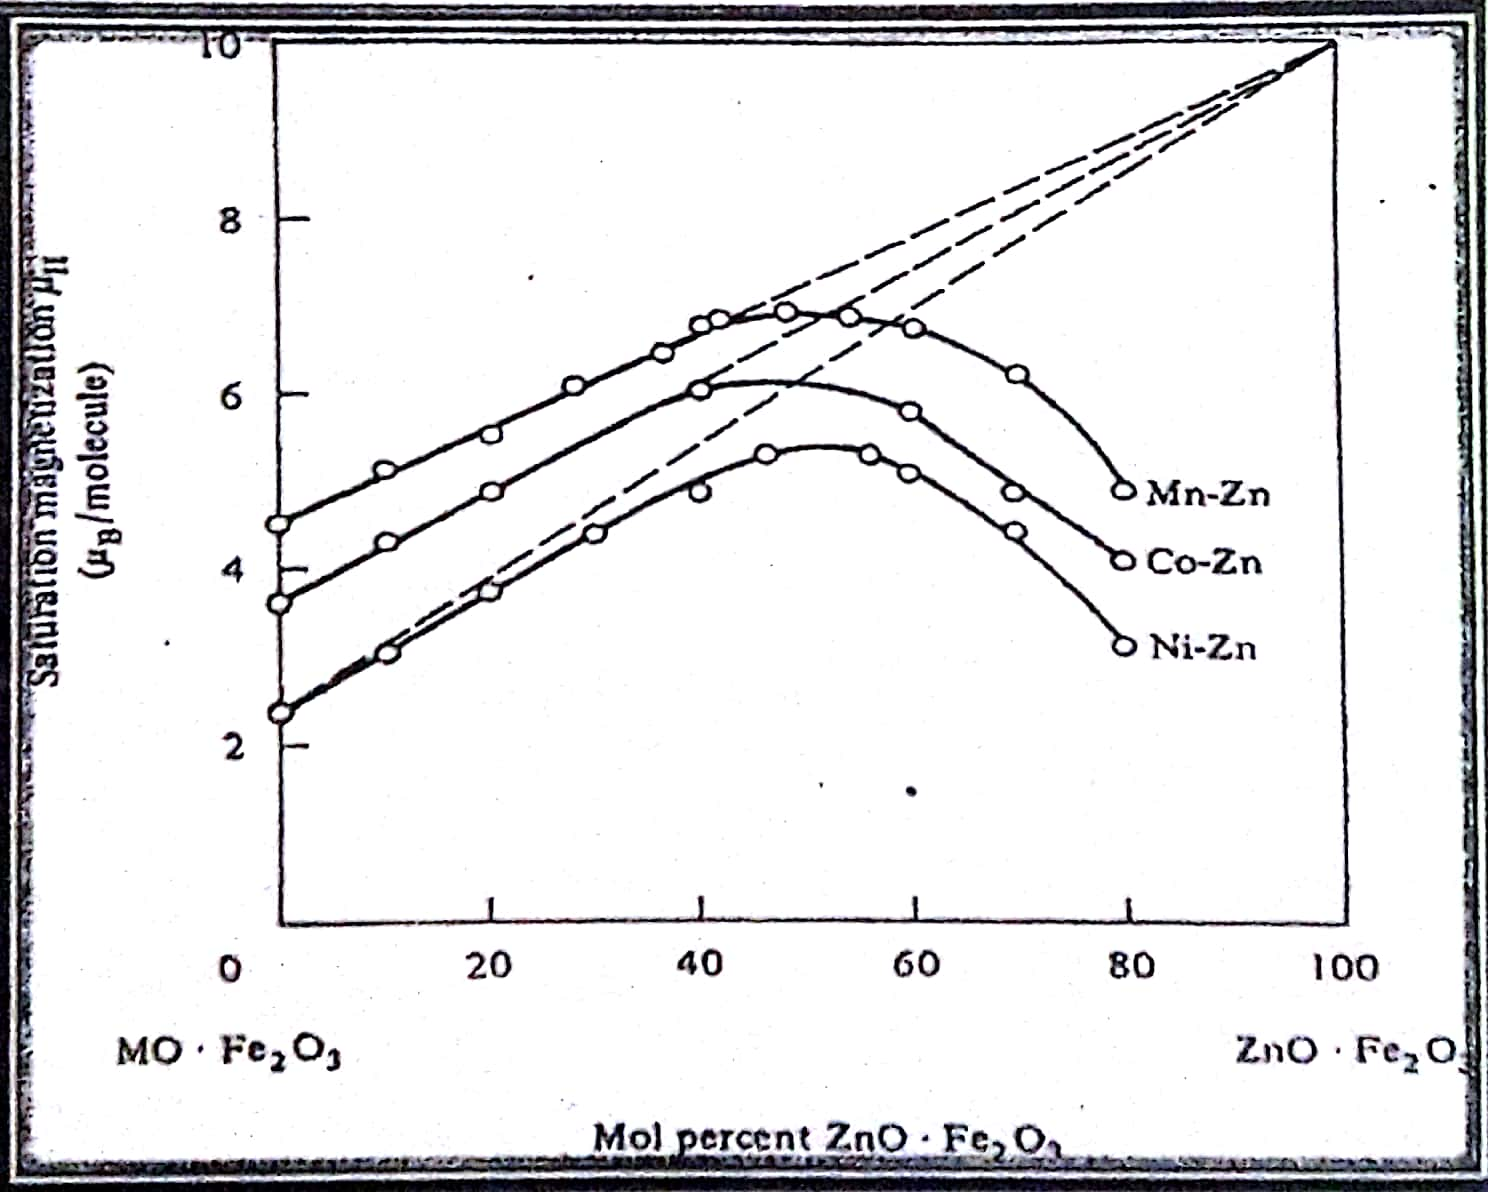 10
8
6
4
2
Saturation magnetization μH
(μB/molecule)
Mn-Zn
Co-Zn
Ni-Zn
0 20 40 60 80 100
MO · Fe₂O₃ ZnO · Fe₂O₃
Mol percent ZnO · Fe₂O₃